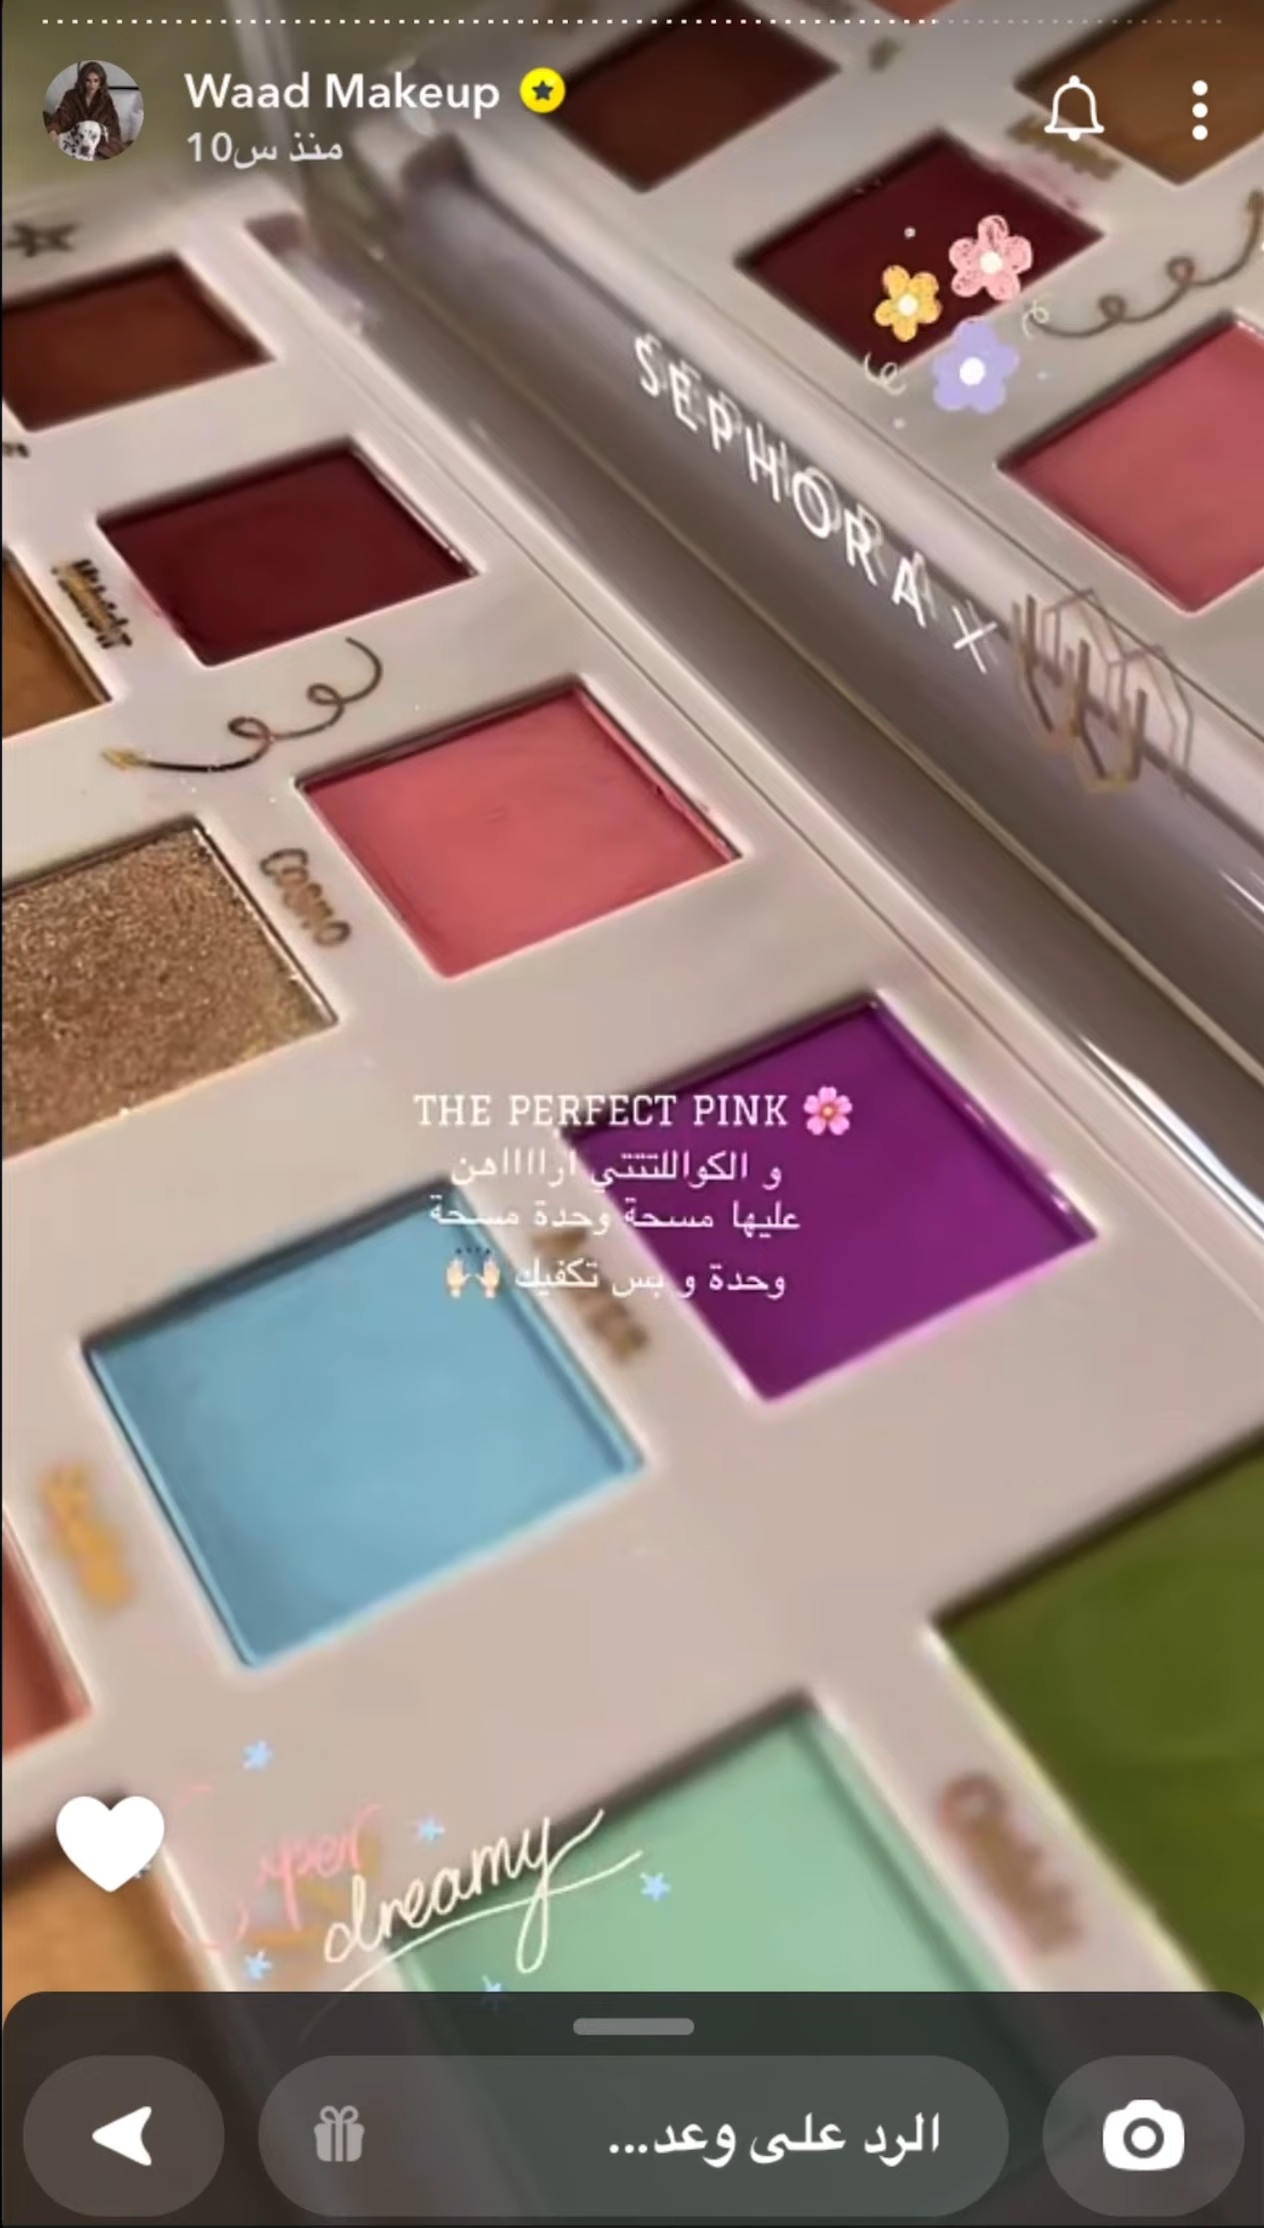 Waad Makeup
منذ 10س
SEPHORA X
Cosmo
THE PERFECT PINK 🌸
و الكواللتتتي اراااااهن
عليها مسحة وحدة مسحة
وحدة و بس تكفيك 🙌🏻
dreamy
الرد على وعد...